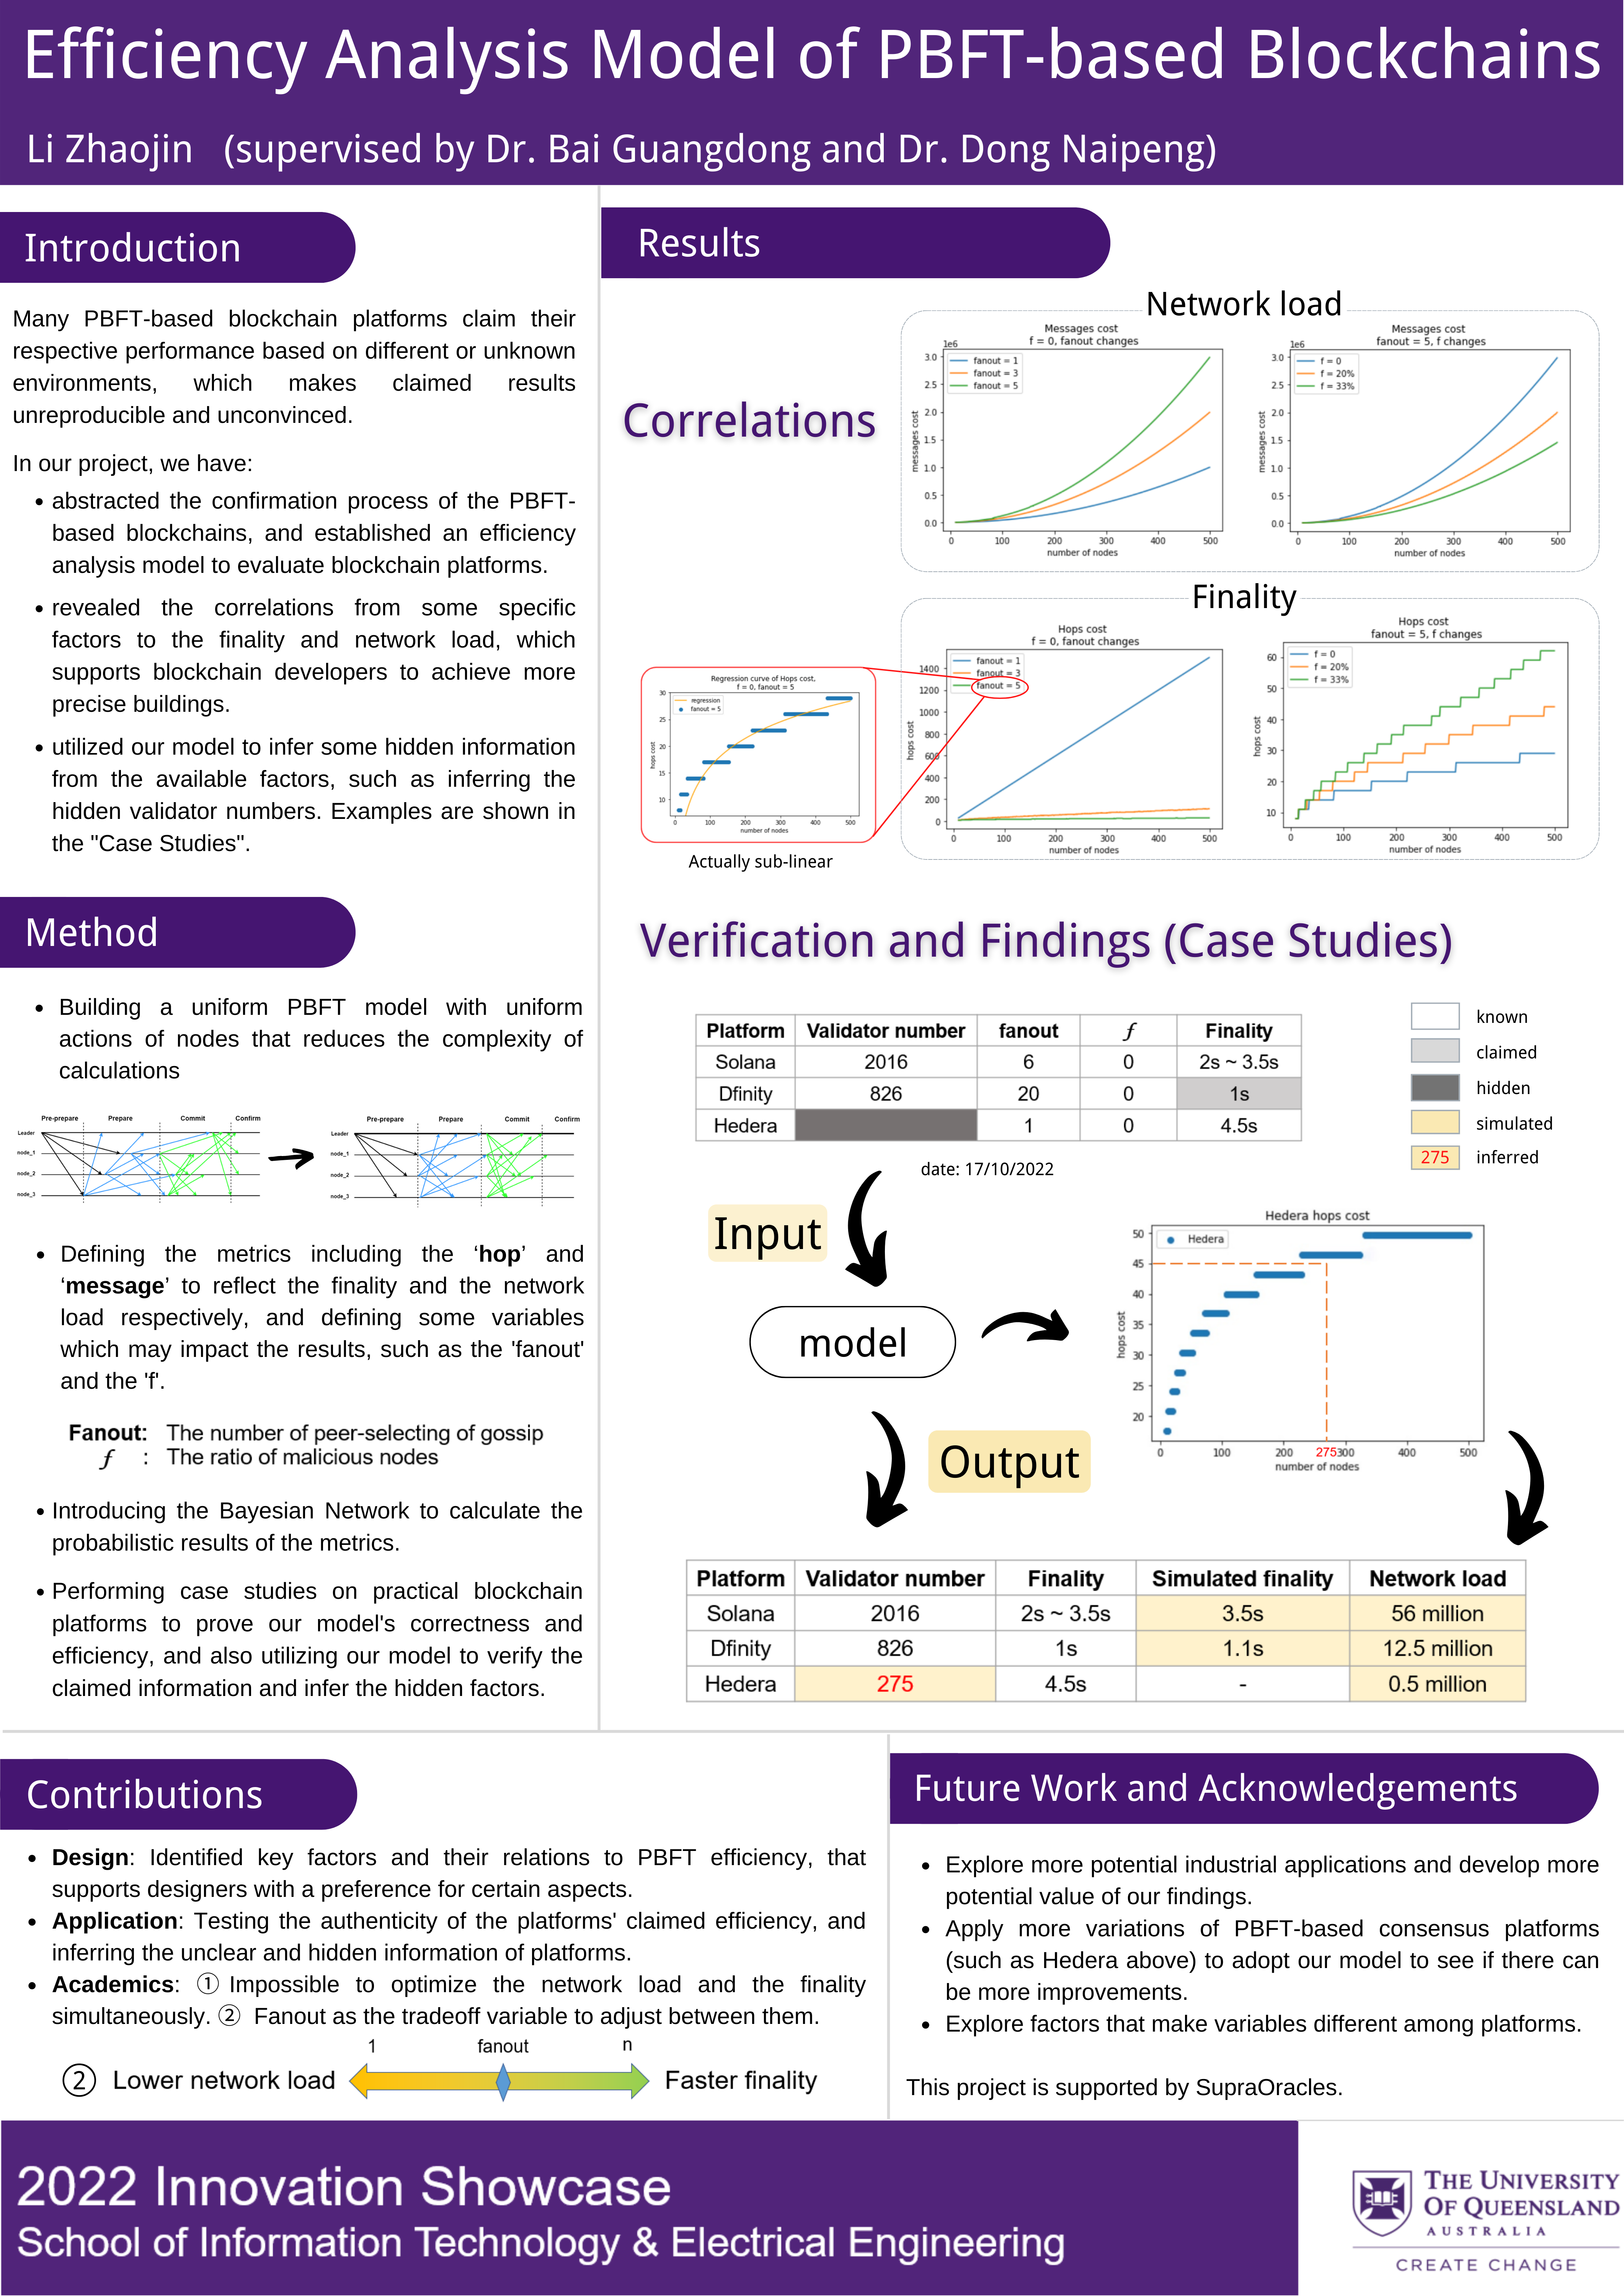 Efficiency Analysis Model of PBFT-based Blockchains
Li Zhaojin (supervised by Dr. Bai Guangdong and Dr. Dong Naipeng)
Introduction
Many PBFT-based blockchain platforms claim their
respective performance based on different or unknown
environments, which makes claimed results
unreproducible and unconvinced.
In our project, we have:
• abstracted the confirmation process of the PBFT-
based blockchains, and established an efficiency
analysis model to evaluate blockchain platforms.
• revealed the correlations from some specific
factors to the finality and network load, which
supports blockchain developers to achieve more
precise buildings.
• utilized our model to infer some hidden information
from the available factors, such as inferring the
hidden validator numbers. Examples are shown in
the "Case Studies".
Method
• Building a uniform PBFT model with uniform
actions of nodes that reduces the complexity of
calculations
Pre-prepare Prepare Commit Confirm
Leader
node_1
node_2
node_3
Pre-prepare Prepare Commit Confirm
Leader
node_1
node_2
node_3
• Defining the metrics including the ‘hop’ and
‘message’ to reflect the finality and the network
load respectively, and defining some variables
which may impact the results, such as the 'fanout'
and the 'f'.
Fanout: The number of peer-selecting of gossip
f : The ratio of malicious nodes
• Introducing the Bayesian Network to calculate the
probabilistic results of the metrics.
• Performing case studies on practical blockchain
platforms to prove our model's correctness and
efficiency, and also utilizing our model to verify the
claimed information and infer the hidden factors.
Results
Correlations
Network load
Messages cost
f = 0, fanout changes
1e6
fanout = 1
fanout = 3
fanout = 5
3.0
2.5
2.0
1.5
1.0
0.5
0.0
messages cost
0 100 200 300 400 500
number of nodes
Messages cost
fanout = 5, f changes
1e6
f = 0
f = 20%
f = 33%
3.0
2.5
2.0
1.5
1.0
0.5
0.0
messages cost
0 100 200 300 400 500
number of nodes
Finality
Hops cost
f = 0, fanout changes
fanout = 1
fanout = 3
fanout = 5
1400
1200
1000
800
600
400
200
0
hops cost
0 100 200 300 400 500
number of nodes
Hops cost
fanout = 5, f changes
f = 0
f = 20%
f = 33%
60
50
40
30
20
10
hops cost
0 100 200 300 400 500
number of nodes
Regression curve of Hops cost,
f = 0, fanout = 5
regression
fanout = 5
30
25
20
15
10
hops cost
0 100 200 300 400 500
number of nodes
Actually sub-linear
Verification and Findings (Case Studies)
Platform Validator number fanout f Finality
Solana 2016 6 0 2s ~ 3.5s
Dfinity 826 20 0 1s
Hedera 1 0 4.5s
date: 17/10/2022
known
claimed
hidden
simulated
275 inferred
Input
model
Output
Hedera hops cost
Hedera
50
45
40
35
30
25
20
hops cost
0 100 200 275 300 400 500
number of nodes
Platform Validator number Finality Simulated finality Network load
Solana 2016 2s ~ 3.5s 3.5s 56 million
Dfinity 826 1s 1.1s 12.5 million
Hedera 275 4.5s - 0.5 million
Contributions
• Design: Identified key factors and their relations to PBFT efficiency, that
supports designers with a preference for certain aspects.
• Application: Testing the authenticity of the platforms' claimed efficiency, and
inferring the unclear and hidden information of platforms.
• Academics: ① Impossible to optimize the network load and the finality
simultaneously. ② Fanout as the tradeoff variable to adjust between them.
1 fanout n
② Lower network load Faster finality
Future Work and Acknowledgements
• Explore more potential industrial applications and develop more
potential value of our findings.
• Apply more variations of PBFT-based consensus platforms
(such as Hedera above) to adopt our model to see if there can
be more improvements.
• Explore factors that make variables different among platforms.
This project is supported by SupraOracles.
2022 Innovation Showcase
School of Information Technology & Electrical Engineering
THE UNIVERSITY
OF QUEENSLAND
AUSTRALIA
CREATE CHANGE